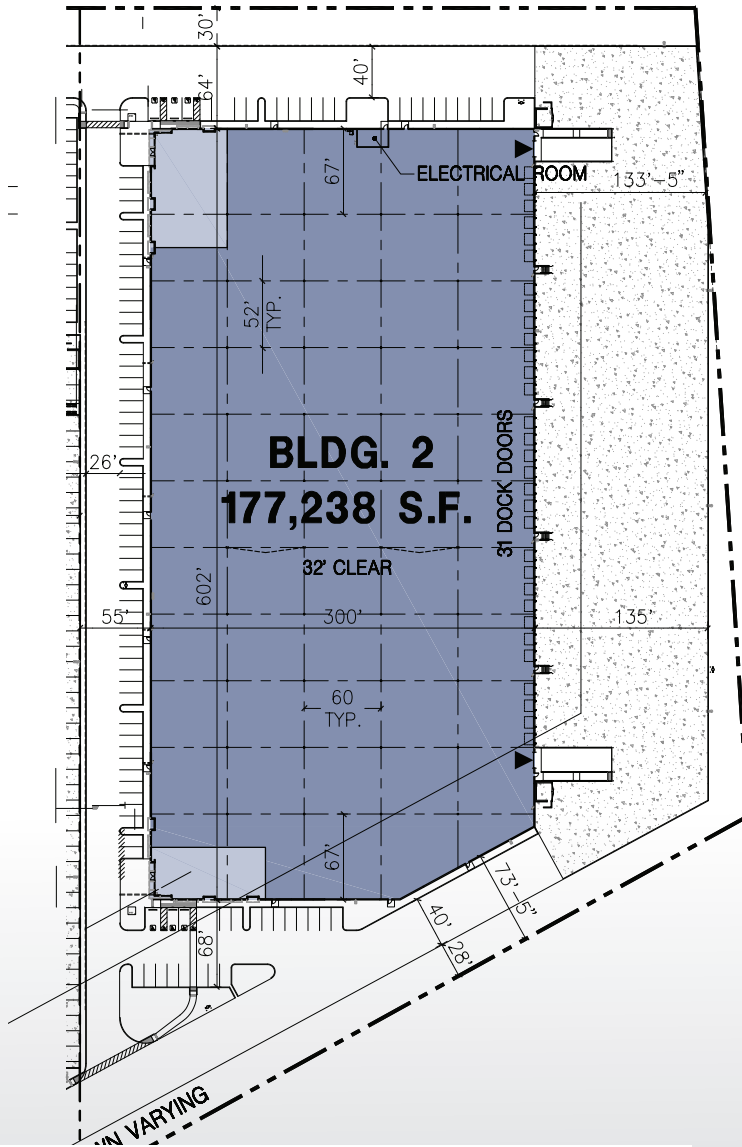 30'
64'
40'
ELECTRICAL ROOM
67'
133'-5"
52'
TYP.
31 DOCK DOORS
BLDG. 2
26'
177,238 S.F.
32' CLEAR
602'
55'
300'
135'
60
TYP.
67'
73'-5"
40'
28'
68'
VARYING